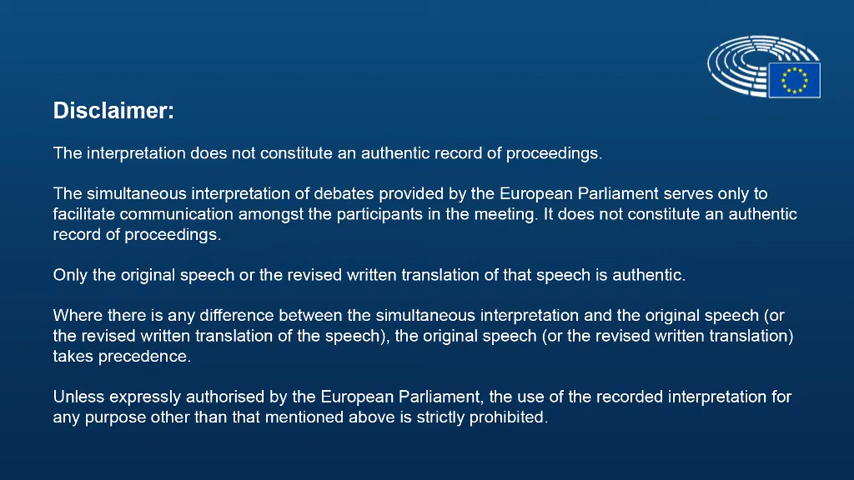 Disclaimer:
The interpretation does not constitute an authentic record of proceedings.
The simultaneous interpretation of debates provided by the European Parliament serves only to
facilitate communication amongst the participants in the meeting. It does not constitute an authentic
record of proceedings.
Only the original speech or the revised written translation of that speech is authentic.
Where there is any difference between the simultaneous interpretation and the original speech (or
the revised written translation of the speech), the original speech (or the revised written translation)
takes precedence.
Unless expressly authorised by the European Parliament, the use of the recorded interpretation for
any purpose other than that mentioned above is strictly prohibited.